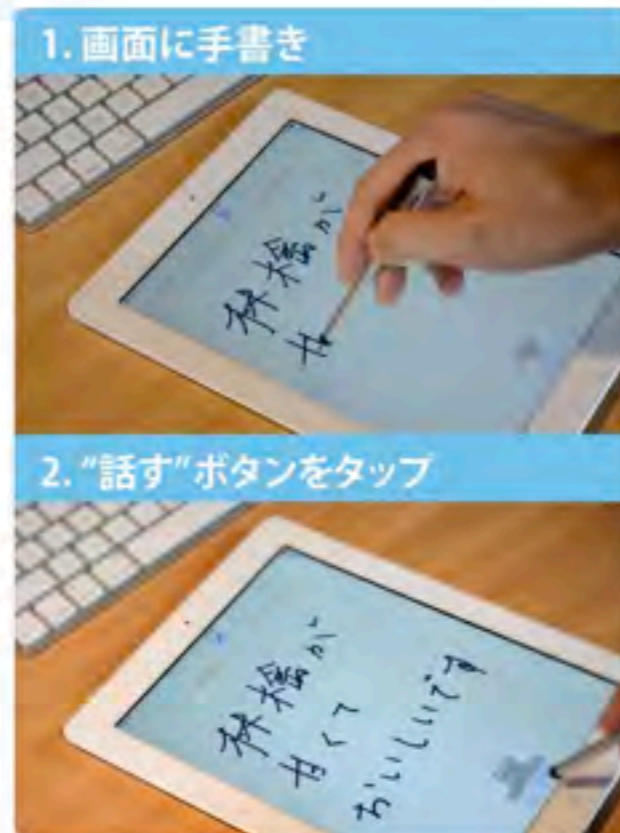 1. 画面に手書き
林檎が
甘
2. “話す”ボタンをタップ
林檎が
甘くて
おいしいです